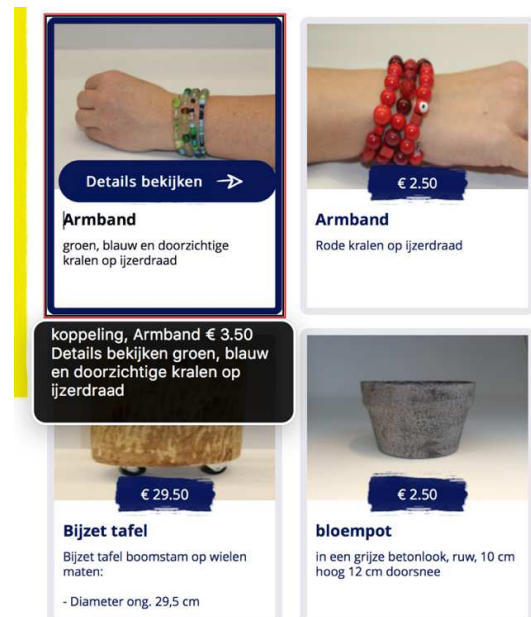 Details bekijken
Armband
groen, blauw en doorzichtige
kralen op ijzerdraad
€ 2.50
Armband
Rode kralen op ijzerdraad
koppeling, Armband € 3.50
Details bekijken groen, blauw
en doorzichtige kralen op
ijzerdraad
€ 29.50
Bijzet tafel
Bijzet tafel boomstam op wielen
maten:
- Diameter ong. 29,5 cm
€ 2.50
bloempot
in een grijze betonlook, ruw, 10 cm
hoog 12 cm doorsnee